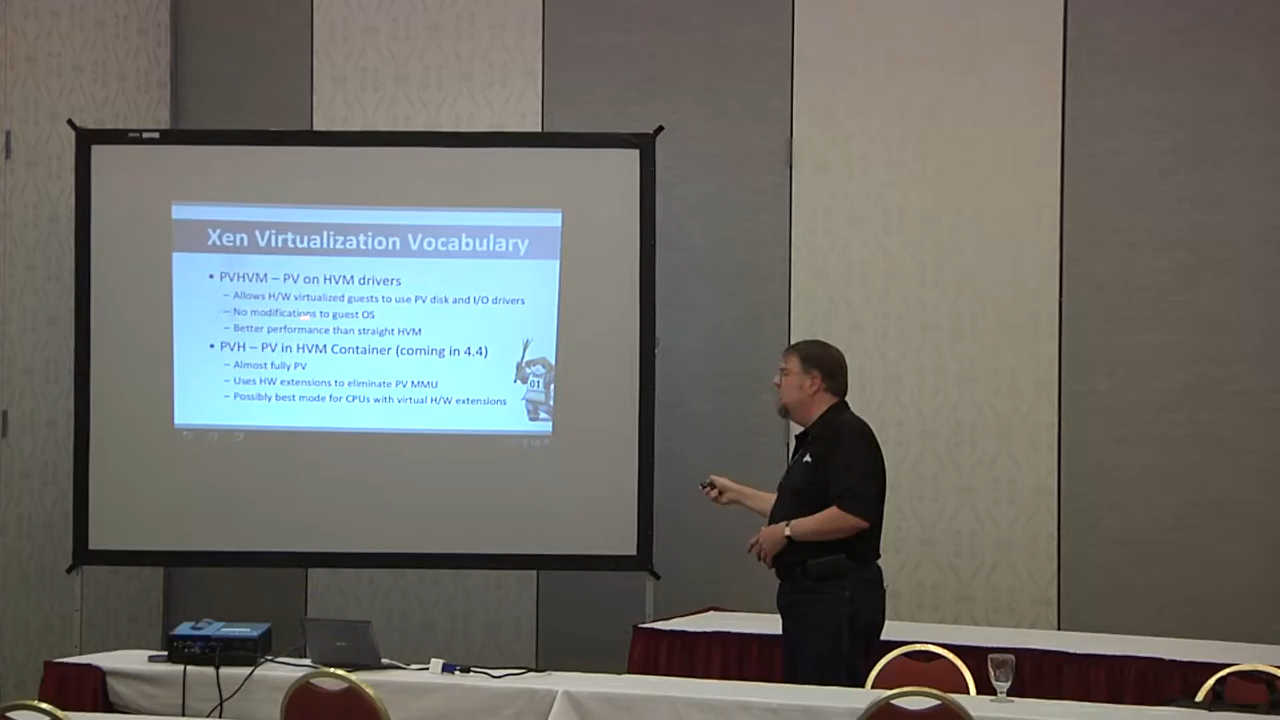 Xen Virtualization Vocabulary
• PVHVM – PV on HVM drivers
– Allows H/W virtualized guests to use PV disk and I/O drivers
– No modifications to guest OS
– Better performance than straight HVM
• PVH – PV in HVM Container (coming in 4.4)
– Almost fully PV
– Uses HW extensions to eliminate PV MMU
– Possibly best mode for CPUs with virtual H/W extensions
01